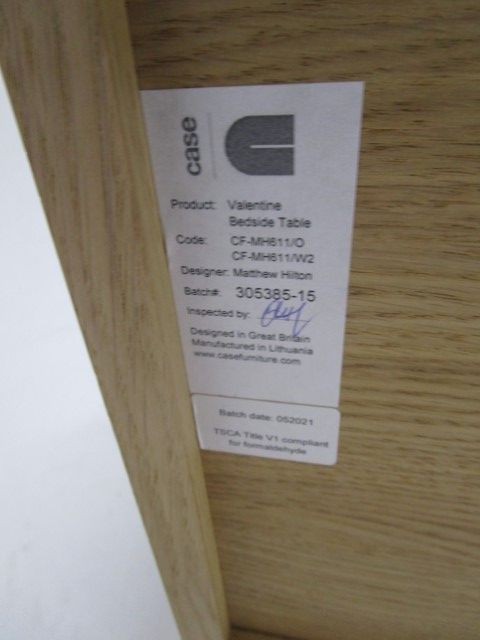 case
Product: Valentine
Bedside Table
Code: CF-MH611/O
CF-MH611/W2
Designer: Matthew Hilton
Batch#: 305385-15
Inspected by:
Designed in Great Britain
Manufactured in Lithuania
www.casefurniture.com
Batch date: 052021
TSCA Title V1 compliant
for formaldehyde